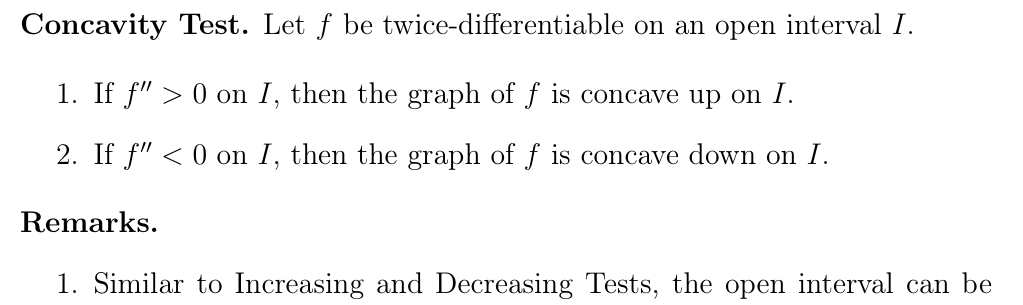 Concavity Test. Let f be twice-differentiable on an open interval I.
1. If f″ > 0 on I, then the graph of f is concave up on I.
2. If f″ < 0 on I, then the graph of f is concave down on I.
Remarks.
1. Similar to Increasing and Decreasing Tests, the open interval can be